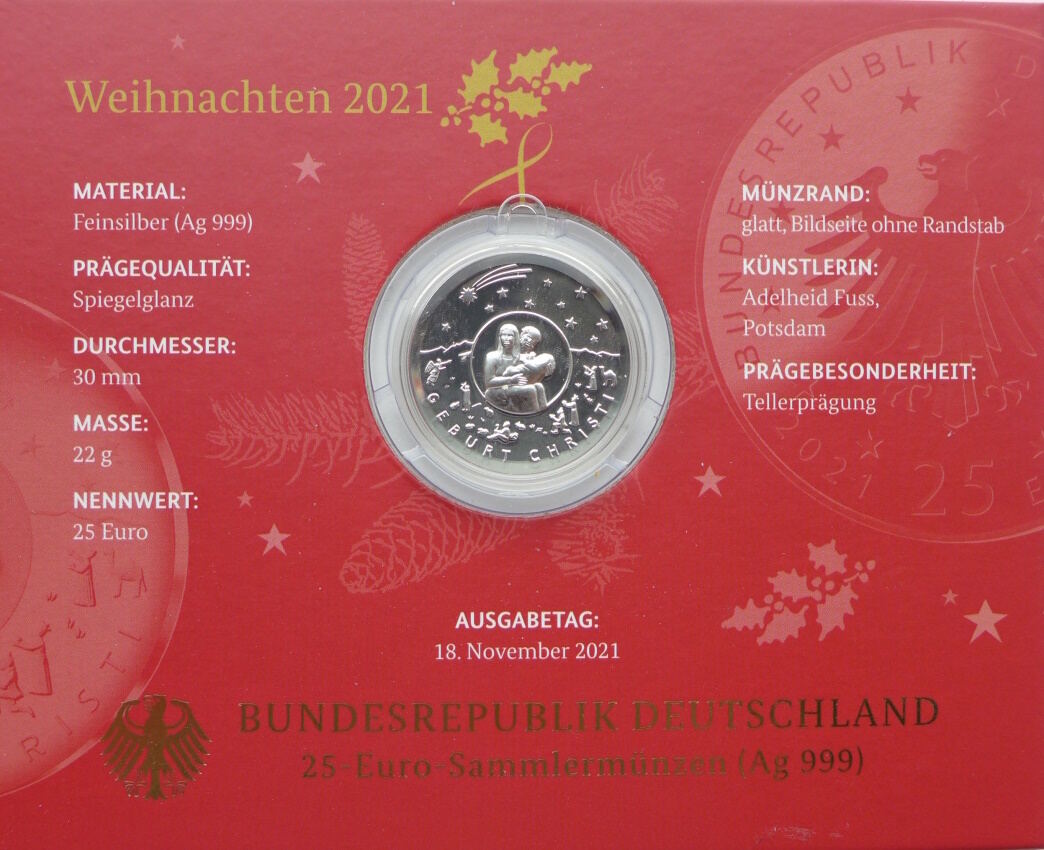 Weihnachten 2021
MATERIAL:
Feinsilber (Ag 999)
PRÄGEQUALITÄT:
Spiegelglanz
DURCHMESSER:
30 mm
MASSE:
22 g
NENNWERT:
25 Euro
GEBURT CHRISTI
MÜNZRAND:
glatt, Bildseite ohne Randstab
KÜNSTLERIN:
Adelheid Fuss,
Potsdam
PRÄGEBESONDERHEIT:
Tellerprägung
BUNDESREPUBLIK D
2021
25 E
RISTI
AUSGABETAG:
18. November 2021
BUNDESREPUBLIK DEUTSCHLAND
25-Euro-Sammlermünzen (Ag 999)